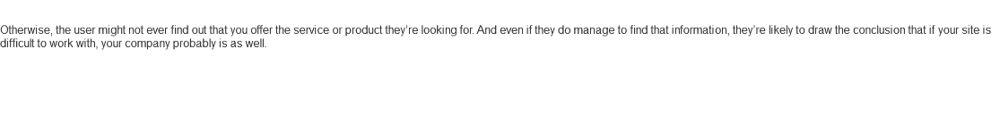 Otherwise, the user might not ever find out that you offer the service or product they’re looking for. And even if they do manage to find that information, they’re likely to draw the conclusion that if your site is
difficult to work with, your company probably is as well.